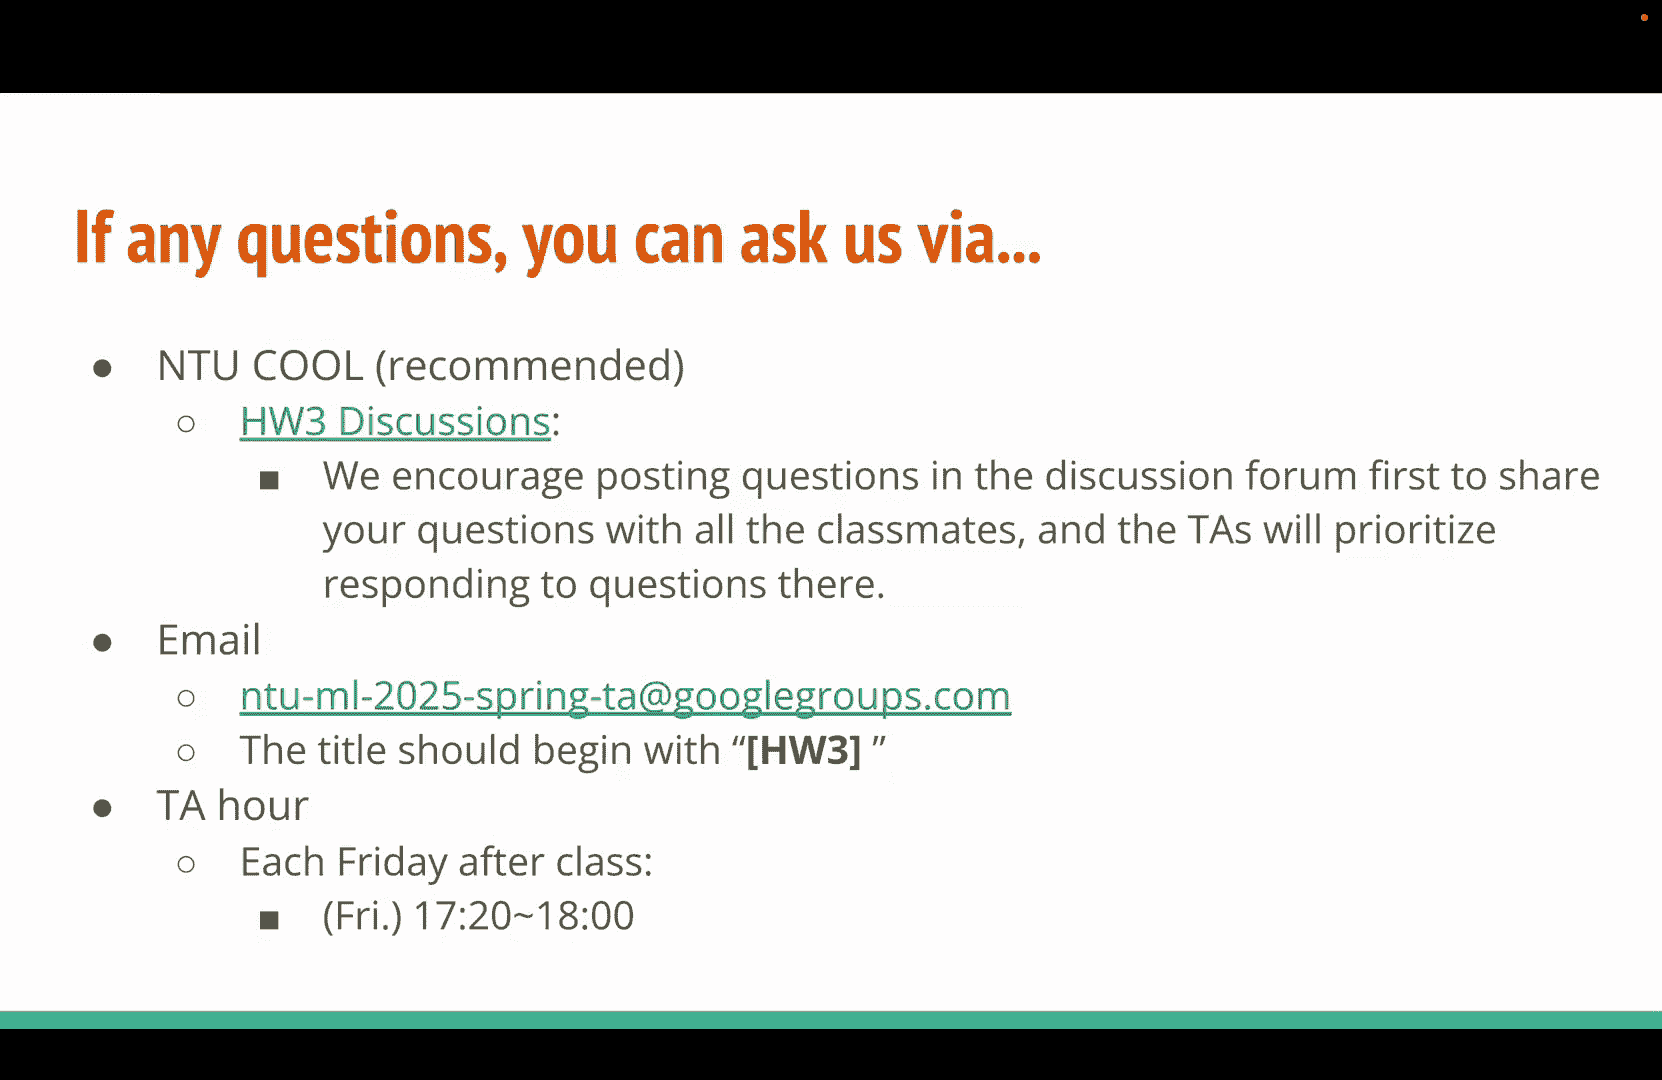 If any questions, you can ask us via...
● NTU COOL (recommended)
○ HW3 Discussions:
■ We encourage posting questions in the discussion forum first to share
your questions with all the classmates, and the TAs will prioritize
responding to questions there.
● Email
○ ntu-ml-2025-spring-ta@googlegroups.com
○ The title should begin with “[HW3] ”
● TA hour
○ Each Friday after class:
■ (Fri.) 17:20~18:00